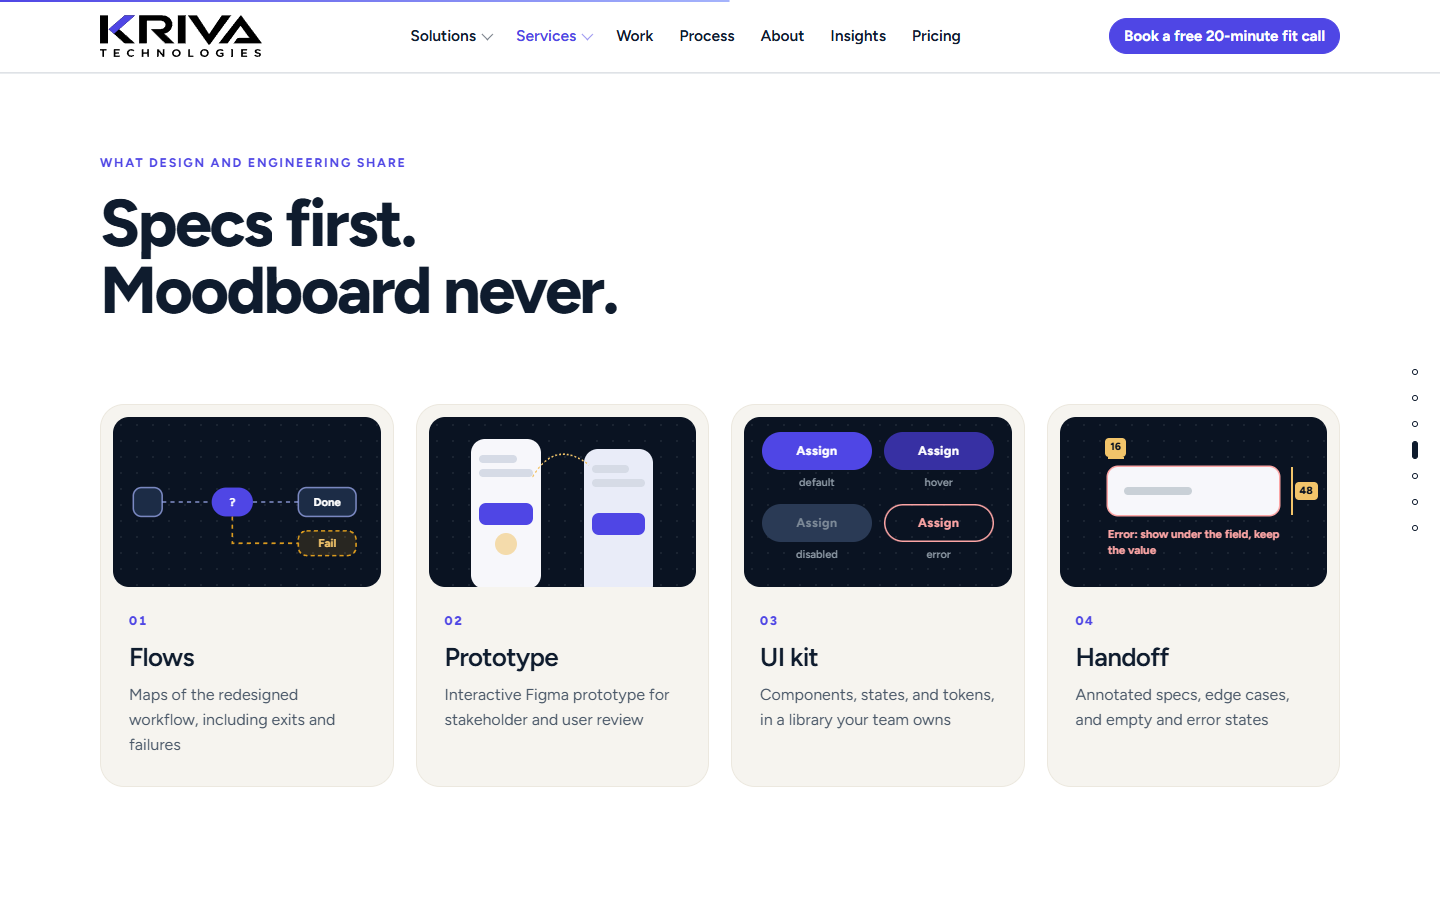 KRIVA
TECHNOLOGIES
Solutions
Services
Work
Process
About
Insights
Pricing
Book a free 20-minute fit call
WHAT DESIGN AND ENGINEERING SHARE
Specs first.
Moodboard never.
?
Done
Fail
01
Flows
Maps of the redesigned
workflow, including exits and
failures
02
Prototype
Interactive Figma prototype for
stakeholder and user review
Assign
Assign
default
hover
Assign
Assign
disabled
error
03
UI kit
Components, states, and tokens,
in a library your team owns
16
48
Error: show under the field, keep
the value
04
Handoff
Annotated specs, edge cases,
and empty and error states